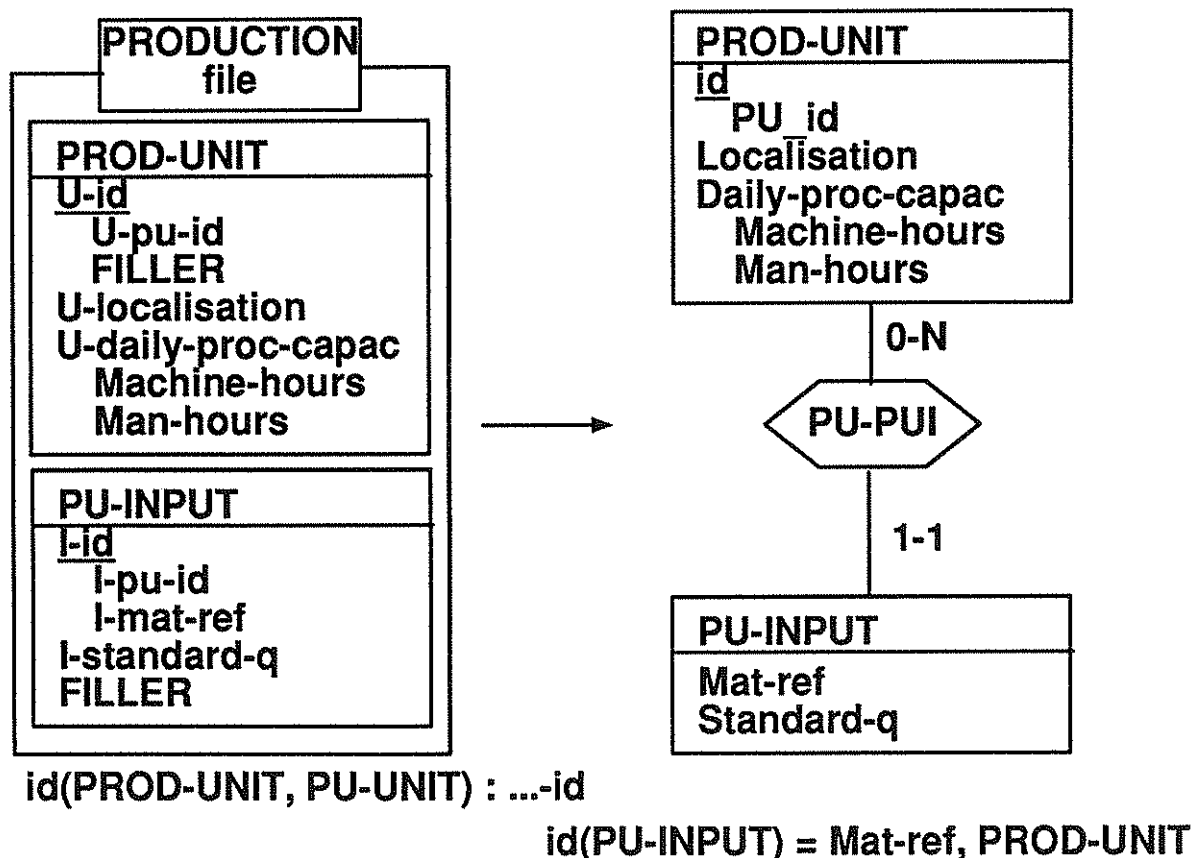 PRODUCTION
file
PROD-UNIT
U-id
U-pu-id
FILLER
U-localisation
U-daily-proc-capac
Machine-hours
Man-hours
PU-INPUT
I-id
I-pu-id
I-mat-ref
I-standard-q
FILLER
id(PROD-UNIT, PU-UNIT) : ...-id
PROD-UNIT
id
PU_id
Localisation
Daily-proc-capac
Machine-hours
Man-hours
0-N
PU-PUI
1-1
PU-INPUT
Mat-ref
Standard-q
id(PU-INPUT) = Mat-ref, PROD-UNIT